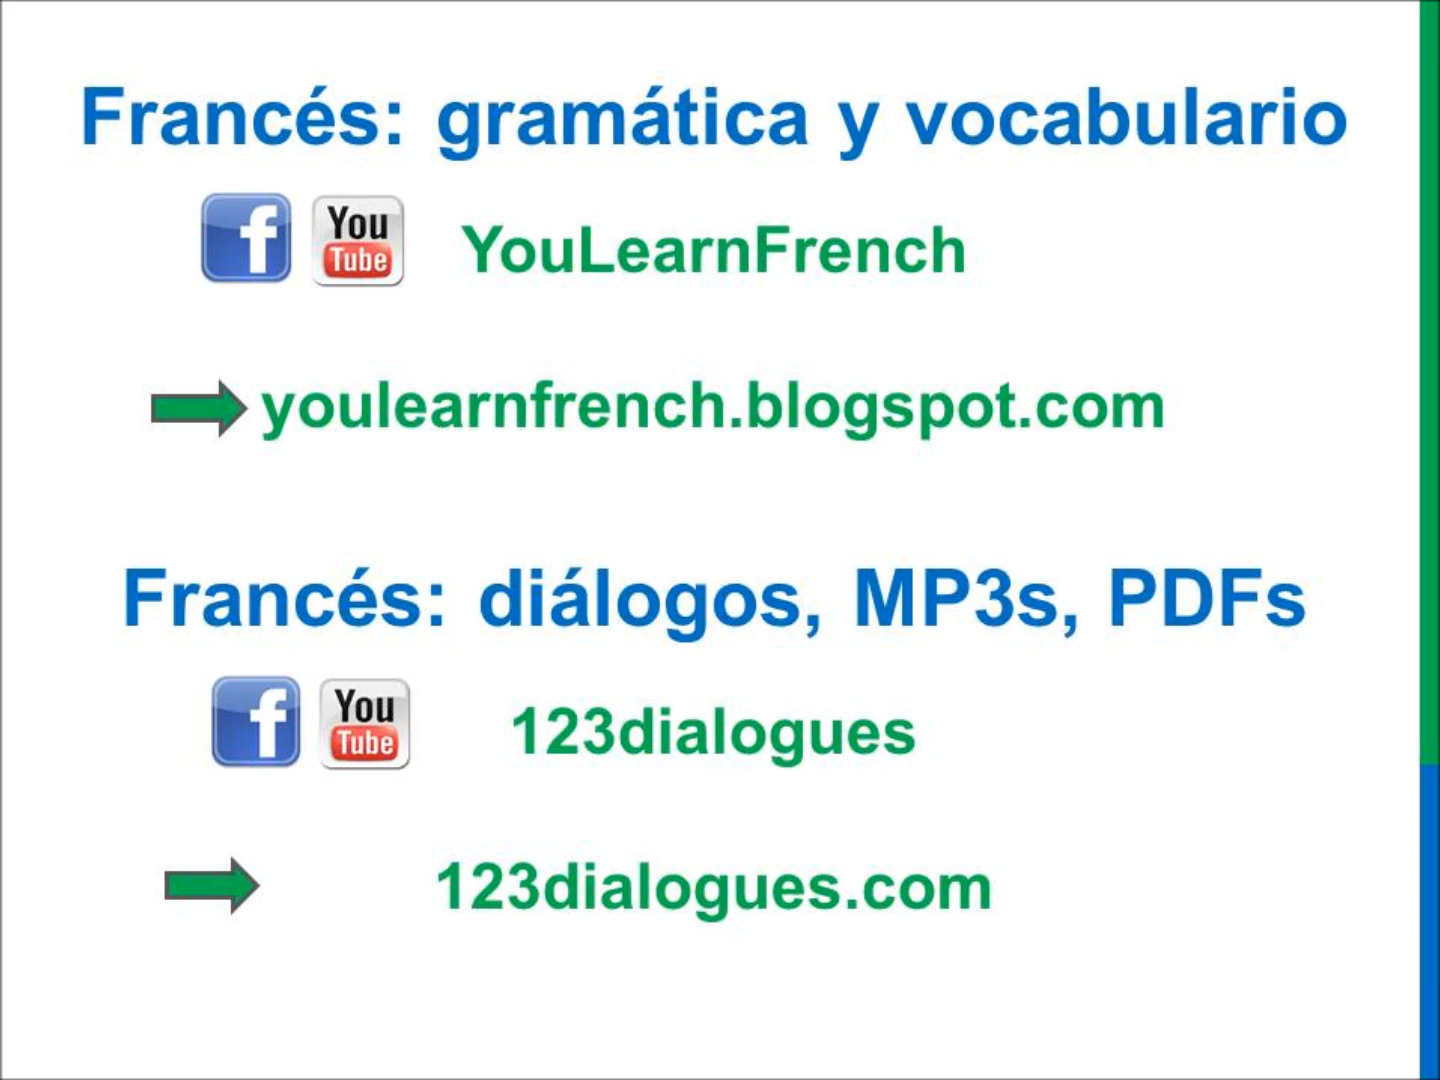 Francés: gramática y vocabulario
f You Tube YouLearnFrench
youlearnfrench.blogspot.com
Francés: diálogos, MP3s, PDFs
f You Tube 123dialogues
123dialogues.com